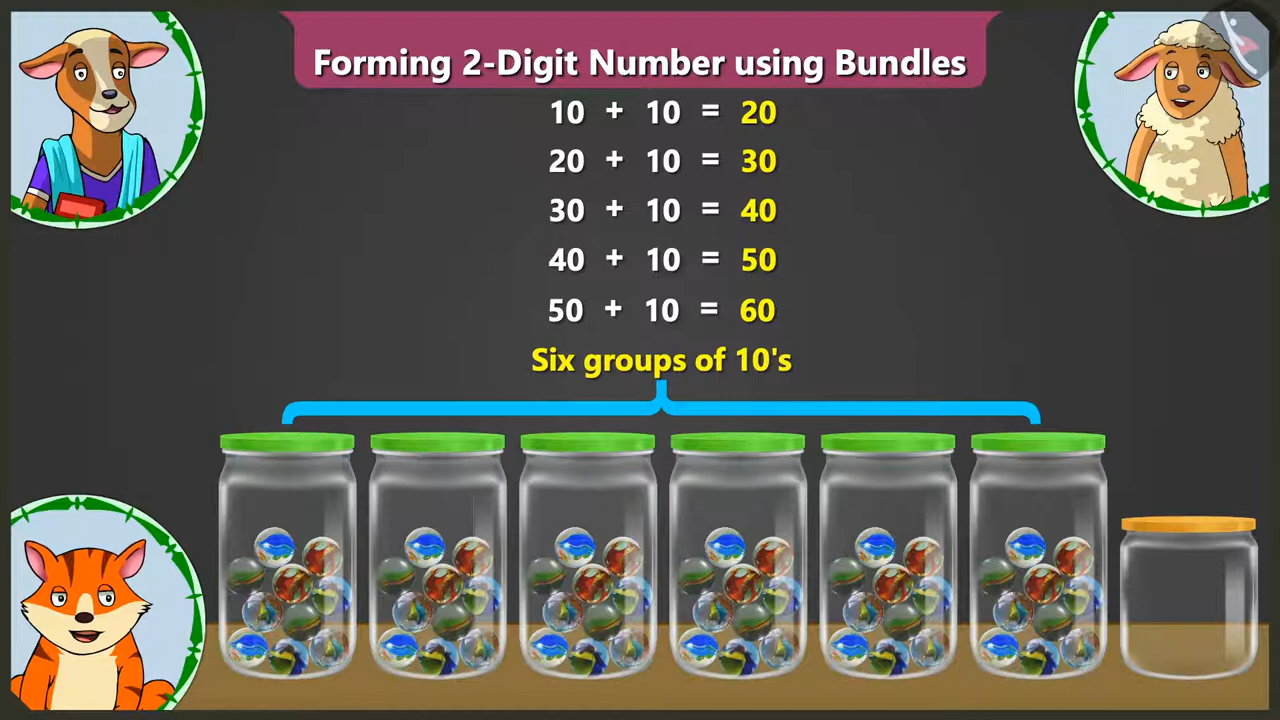 Forming 2-Digit Number using Bundles
10 + 10 = 20
20 + 10 = 30
30 + 10 = 40
40 + 10 = 50
50 + 10 = 60
Six groups of 10's